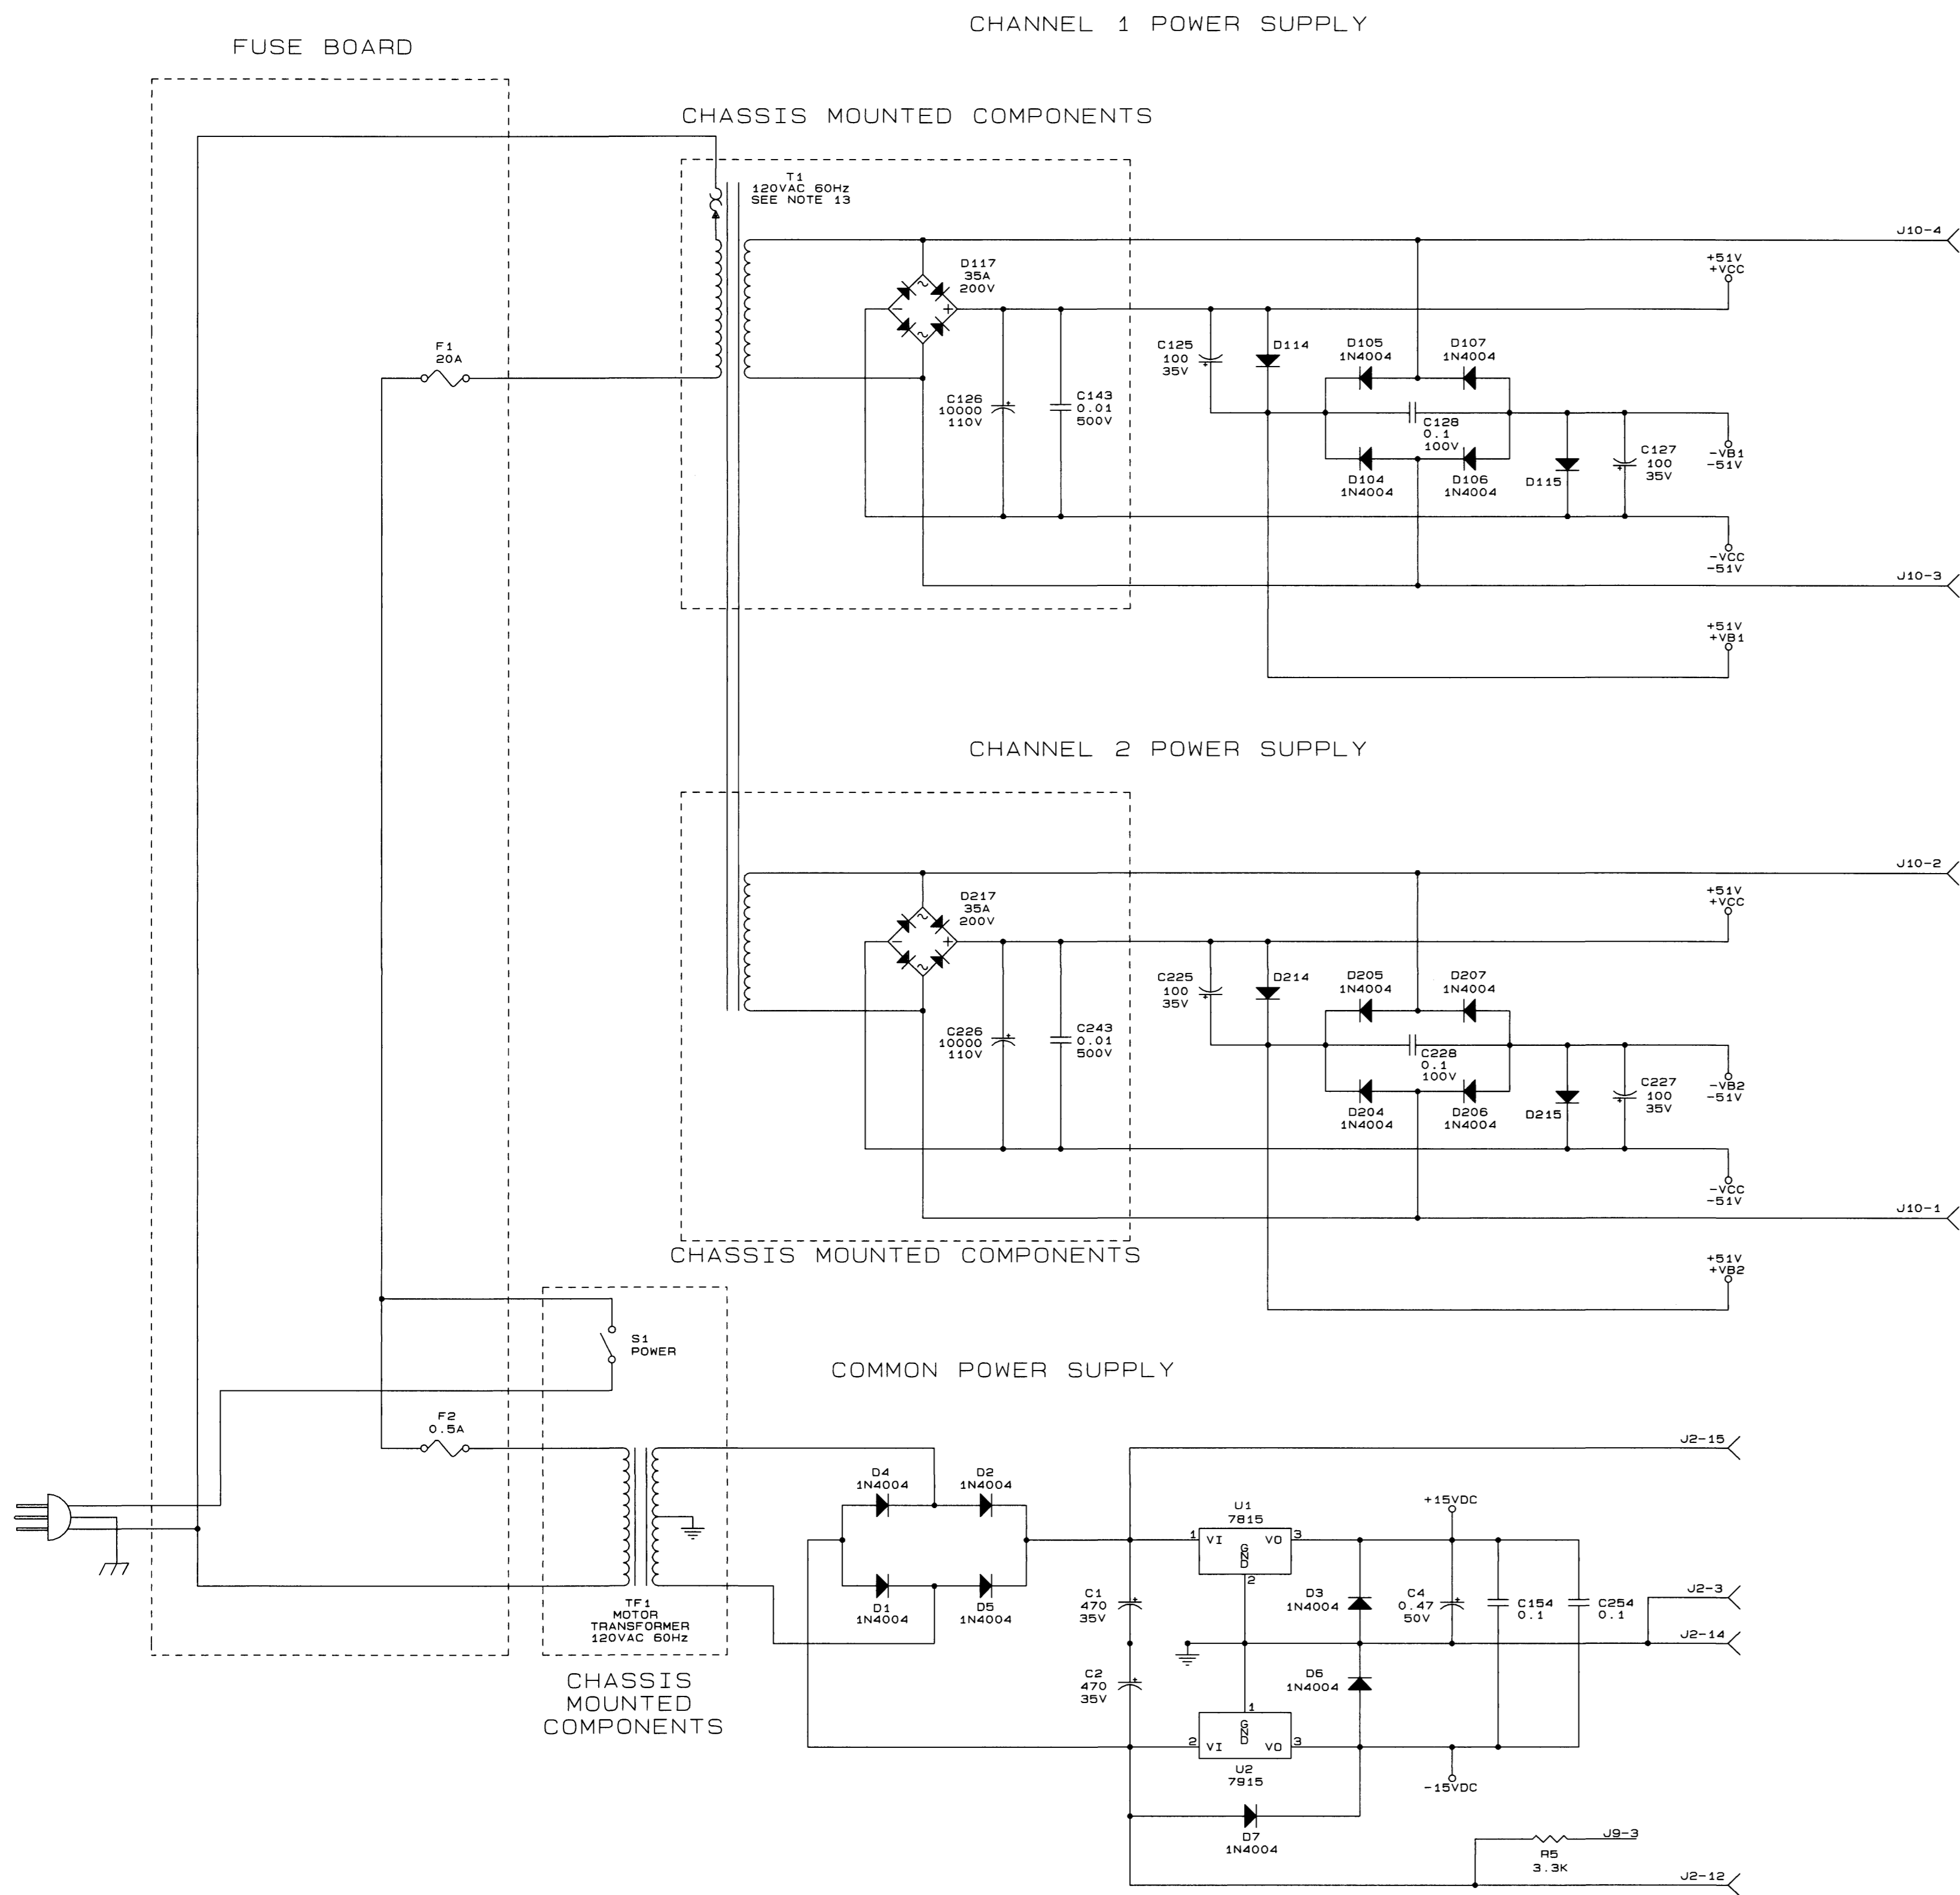 CHANNEL 1 POWER SUPPLY
FUSE BOARD
CHASSIS MOUNTED COMPONENTS
T1
120VAC 60Hz
SEE NOTE 13
J10-4
+51V
+VCC
D117
35A
200V
F1
20A
C125
100
35V
D114
D105
1N4004
D107
1N4004
C126
10000
110V
C143
0.01
500V
C128
0.1
100V
D104
1N4004
D106
1N4004
D115
C127
100
35V
-VB1
-51V
-VCC
-51V
J10-3
+51V
+VB1
CHANNEL 2 POWER SUPPLY
J10-2
+51V
+VCC
D217
35A
200V
C225
100
35V
D214
D205
1N4004
D207
1N4004
C226
10000
110V
C243
0.01
500V
C228
0.1
100V
D204
1N4004
D206
1N4004
D215
C227
100
35V
-VB2
-51V
-VCC
-51V
J10-1
CHASSIS MOUNTED COMPONENTS
+51V
+VB2
S1
POWER
COMMON POWER SUPPLY
F2
0.5A
J2-15
D4
1N4004
D2
1N4004
U1
7815
+15VDC
1
VI
VO
3
GND
2
D1
1N4004
D5
1N4004
C1
470
35V
D3
1N4004
C4
0.47
50V
C154
0.1
C254
0.1
J2-3
TF1
MOTOR
TRANSFORMER
120VAC 60Hz
J2-14
CHASSIS
MOUNTED
COMPONENTS
C2
470
35V
D6
1N4004
1
GND
2
VI
VO
3
U2
7915
-15VDC
D7
1N4004
J9-3
R5
3.3K
J2-12